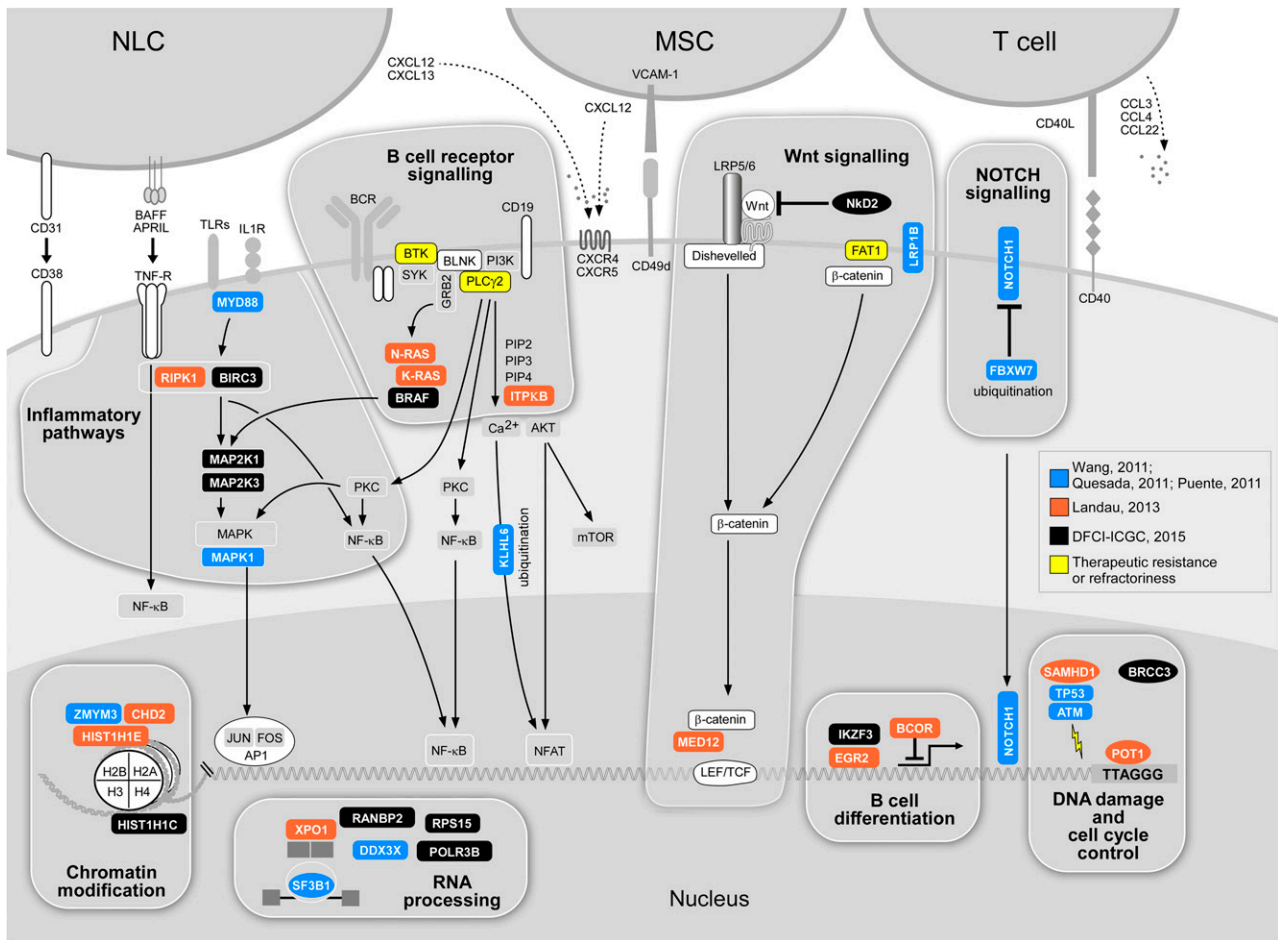 NLC
MSC
T cell
CXCL12
CXCL13
VCAM-1
CXCL12
CD40L
CCL3
CCL4
CCL22
CD31
CD38
BAFF
APRIL
TNF-R
TLRs
IL1R
MYD88
RIPK1
BIRC3
Inflammatory
pathways
MAP2K1
MAP2K3
MAPK
MAPK1
NF-κB
B cell receptor
signalling
BCR
CD19
BTK
SYK
BLNK
PI3K
GRB2
PLCγ2
N-RAS
K-RAS
BRAF
PIP2
PIP3
PIP4
ITPKB
Ca2+
AKT
PKC
NF-κB
PKC
NF-κB
KLHL6
ubiquitination
mTOR
CXCR4
CXCR5
CD49d
Wnt signalling
LRP5/6
Wnt
NkD2
Dishevelled
FAT1
LRP1B
β-catenin
β-catenin
β-catenin
MED12
LEF/TCF
NOTCH
signalling
NOTCH1
FBXW7
ubiquitination
CD40
Wang, 2011;
Quesada, 2011; Puente, 2011
Landau, 2013
DFCI-ICGC, 2015
Therapeutic resistance
or refractoriness
ZMYM3
CHD2
HIST1H1E
H2B
H2A
H3
H4
HIST1H1C
Chromatin
modification
JUN
FOS
AP1
NF-κB
NFAT
XPO1
RANBP2
RPS15
DDX3X
POLR3B
SF3B1
RNA
processing
Nucleus
IKZF3
BCOR
EGR2
B cell
differentiation
NOTCH1
SAMHD1
BRCC3
TP53
ATM
POT1
TTAGGG
DNA damage
and
cell cycle
control